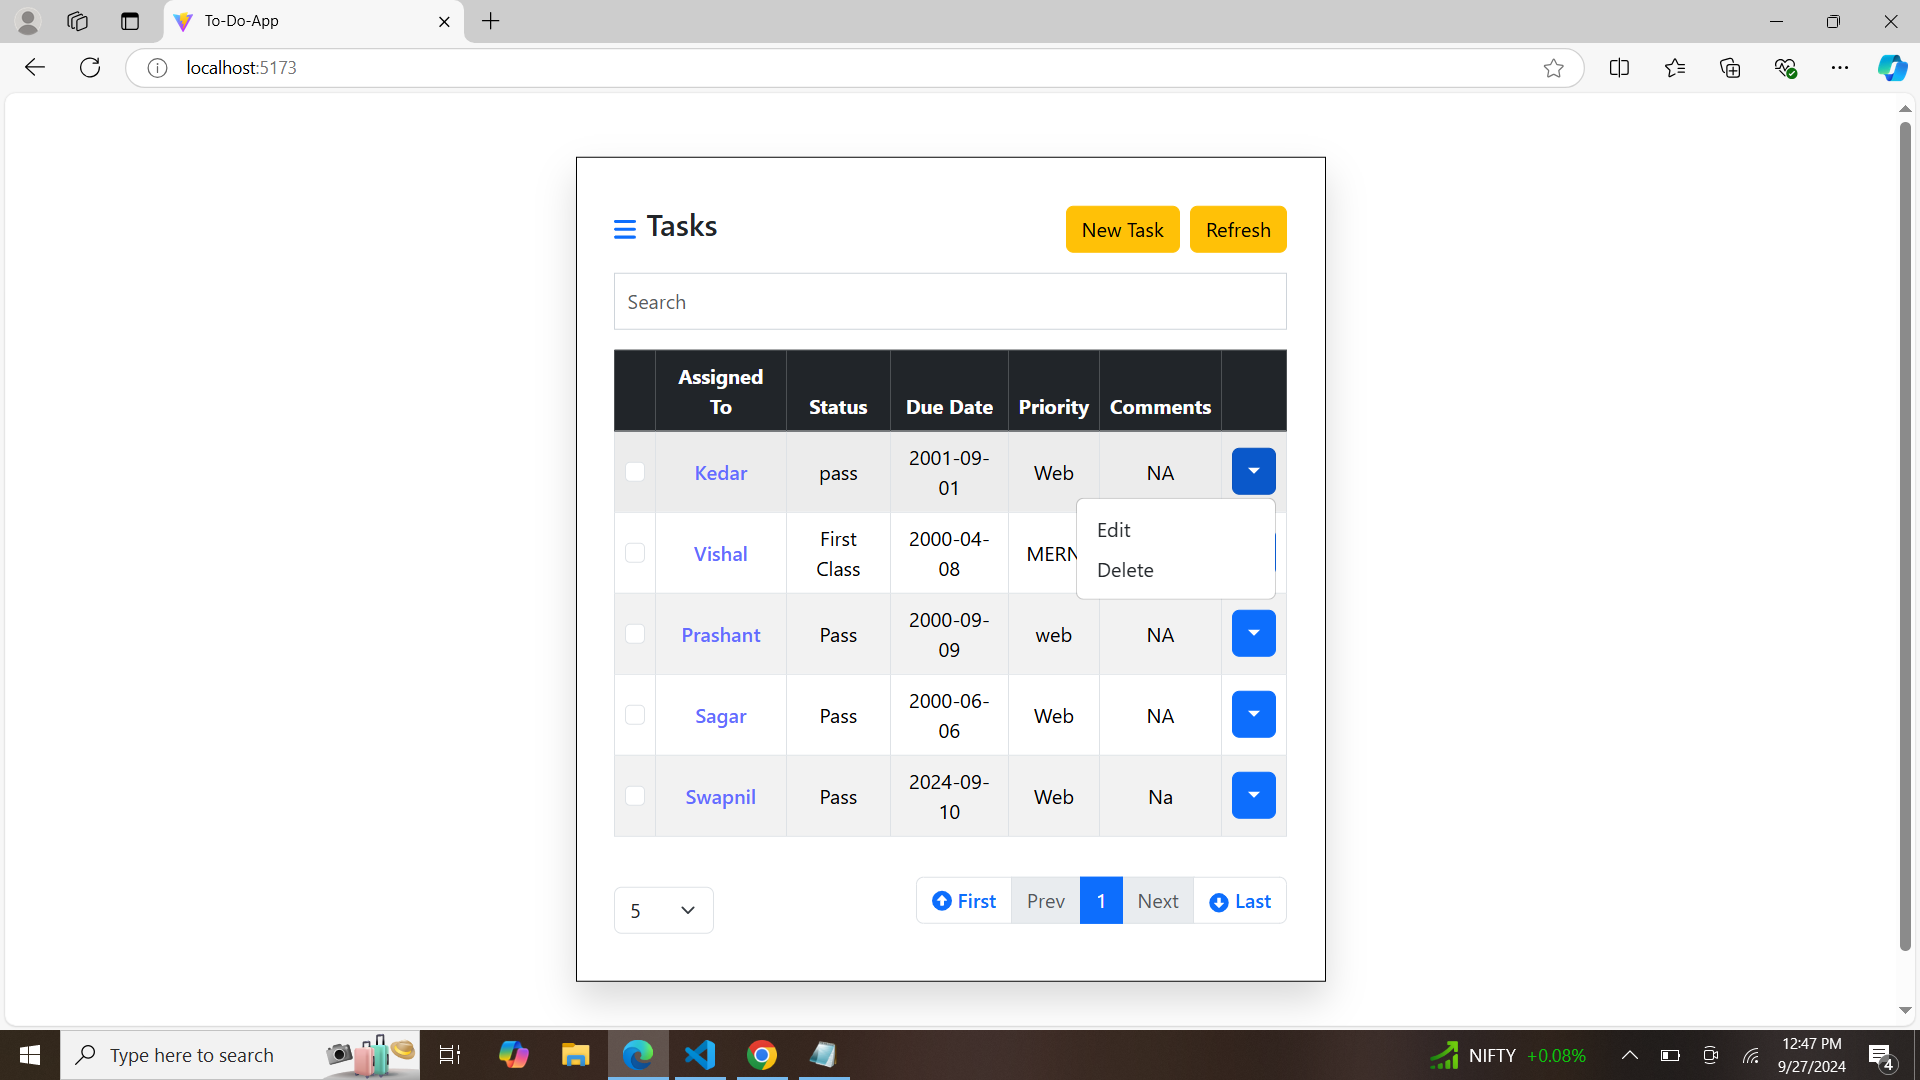 To-Do-App
localhost:5173
Tasks
New Task
Refresh
Search
Assigned
To
Status
Due Date
Priority
Comments
Kedar
pass
2001-09-
01
Web
NA
Edit
Delete
Vishal
First
Class
2000-04-
08
MERN
Prashant
Pass
2000-09-
09
web
NA
Sagar
Pass
2000-06-
06
Web
NA
Swapnil
Pass
2024-09-
10
Web
Na
5
First
Prev
1
Next
Last
Type here to search
NIFTY +0.08%
12:47 PM
9/27/2024
4